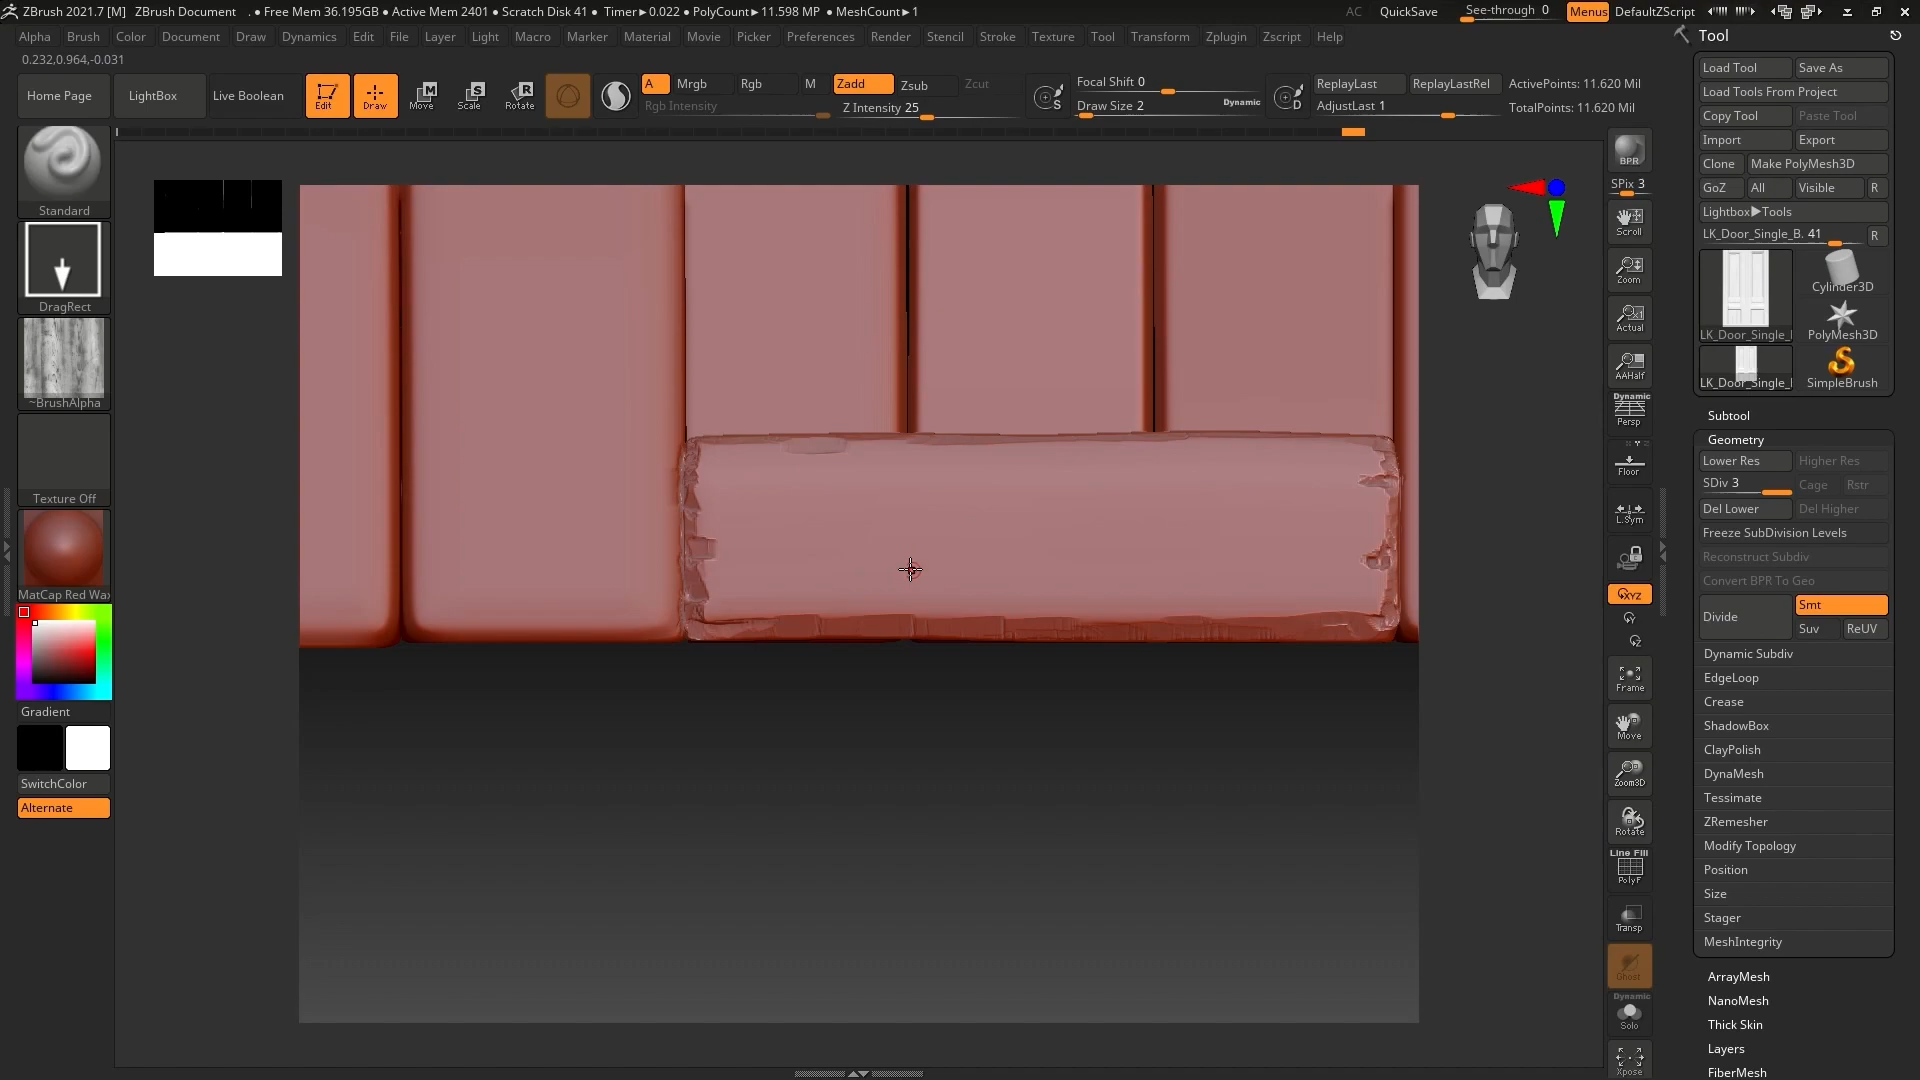 ZBrush 2021.7 [M]    ZBrush Document    . ● Free Mem 36.195GB ● Active Mem 2401 ● Scratch Disk 41 ●  Timer►0.022 ● PolyCount►11.598 MP  ● MeshCount►1    AC    QuickSave    See-through 0    Menus    DefaultZScript
Alpha    Brush    Color    Document    Draw    Dynamics    Edit    File    Layer    Light    Macro    Marker    Material    Movie    Picker    Preferences    Render    Stencil    Stroke    Texture    Tool    Transform    Zplugin    Zscript    Help    Tool
0.232,0.964,-0.031
Home Page    LightBox    Live Boolean    Edit    Draw    Move    Scale    Rotate
A    Mrgb    Rgb    M    Zadd    Zsub    Zcut
Rgb Intensity    Z Intensity 25
S    Focal Shift 0
Draw Size 2    Dynamic
D    ReplayLast    ReplayLastRel    ActivePoints: 11.620 Mil
AdjustLast 1    TotalPoints: 11.620 Mil
Standard
DragRect
~BrushAlpha
Texture Off
MatCap Red Wax
Gradient
SwitchColor
Alternate
BPR
SPix 3
Scroll
Zoom
Actual
AAHalf
Dynamic
Persp
Floor
L.Sym
XYZ
Y
Z
Frame
Move
Zoom3D
Rotate
Line Fill
PolyF
Transp
Ghost
Dynamic
Solo
Xpose
Load Tool    Save As
Load Tools From Project
Copy Tool    Paste Tool
Import    Export
Clone    Make PolyMesh3D
GoZ    All    Visible    R
Lightbox►Tools
LK_Door_Single_B. 41    R
Cylinder3D
LK_Door_Single_I    PolyMesh3D
LK_Door_Single_I    SimpleBrush
Subtool
Geometry
Lower Res    Higher Res
SDiv 3    Cage    Rstr
Del Lower    Del Higher
Freeze SubDivision Levels
Reconstruct Subdiv
Convert BPR To Geo
Divide    Smt
Suv    ReUV
Dynamic Subdiv
EdgeLoop
Crease
ShadowBox
ClayPolish
DynaMesh
Tessimate
ZRemesher
Modify Topology
Position
Size
Stager
MeshIntegrity
ArrayMesh
NanoMesh
Thick Skin
Layers
FiberMesh